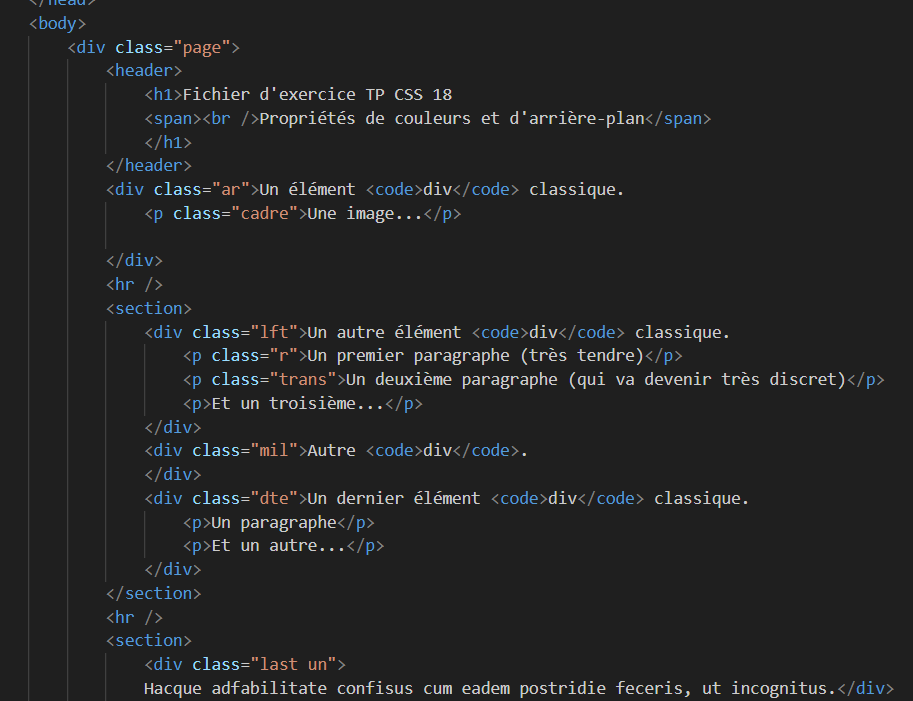 </head>
<body>
<div class="page">
<header>
<h1>Fichier d'exercice TP CSS 18
<span><br />Propriétés de couleurs et d'arrière-plan</span>
</h1>
</header>
<div class="ar">Un élément <code>div</code> classique.
<p class="cadre">Une image...</p>
</div>
<hr />
<section>
<div class="lft">Un autre élément <code>div</code> classique.
<p class="r">Un premier paragraphe (très tendre)</p>
<p class="trans">Un deuxième paragraphe (qui va devenir très discret)</p>
<p>Et un troisième...</p>
</div>
<div class="mil">Autre <code>div</code>.
</div>
<div class="dte">Un dernier élément <code>div</code> classique.
<p>Un paragraphe</p>
<p>Et un autre...</p>
</div>
</section>
<hr />
<section>
<div class="last un">
Hacque adfabilitate confisus cum eadem postridie feceris, ut incognitus.</div>